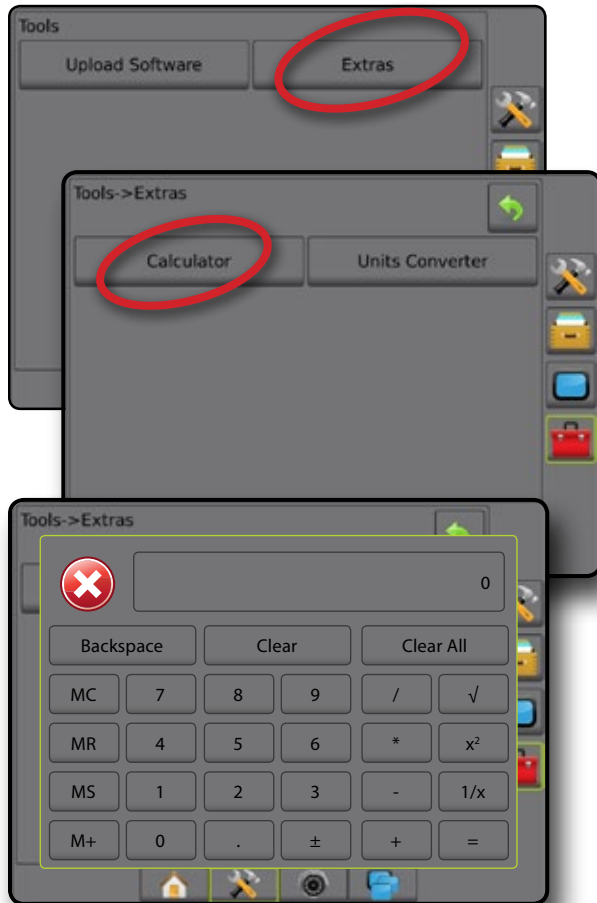 Tools
Upload Software Extras
Tools->Extras
Calculator Units Converter
Tools->Extras
0
Backspace Clear Clear All
MC 7 8 9 / √
MR 4 5 6 * x²
MS 1 2 3 - 1/x
M+ 0 . ± + =